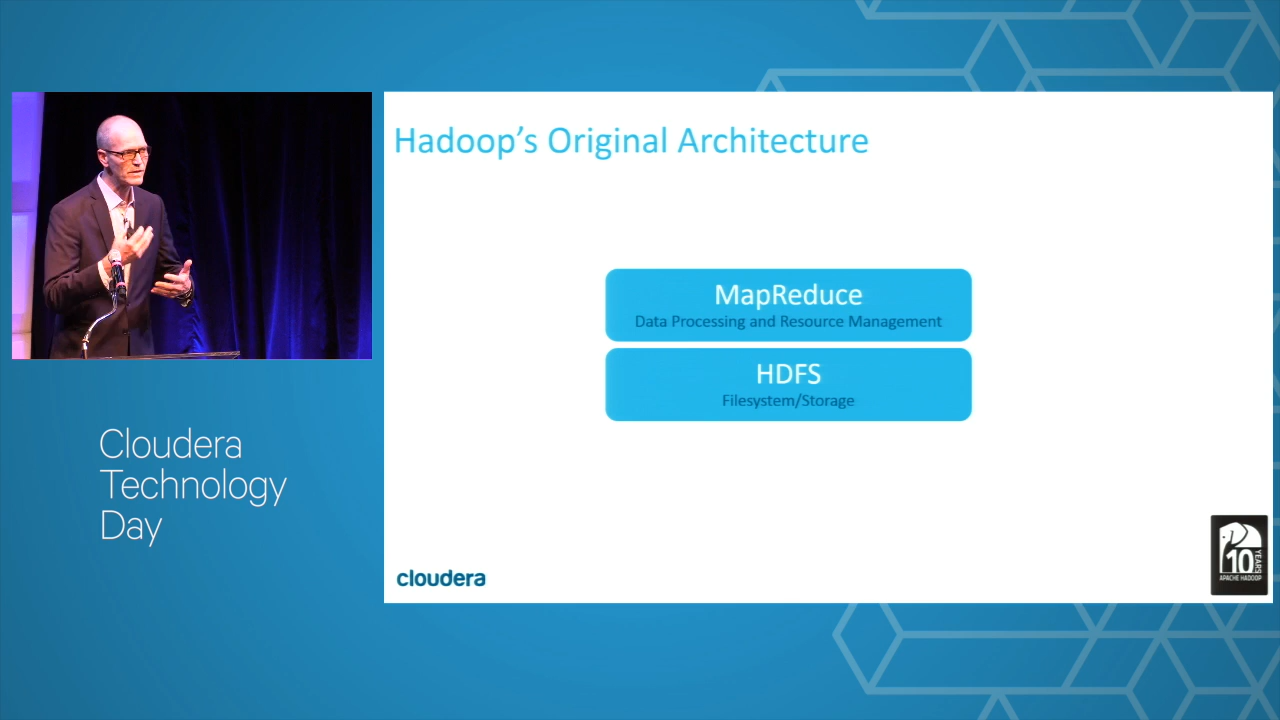 Hadoop’s Original Architecture
MapReduce
Data Processing and Resource Management
HDFS
Filesystem/Storage
Cloudera
Technology
Day
cloudera
10
YEARS
APACHE HADOOP